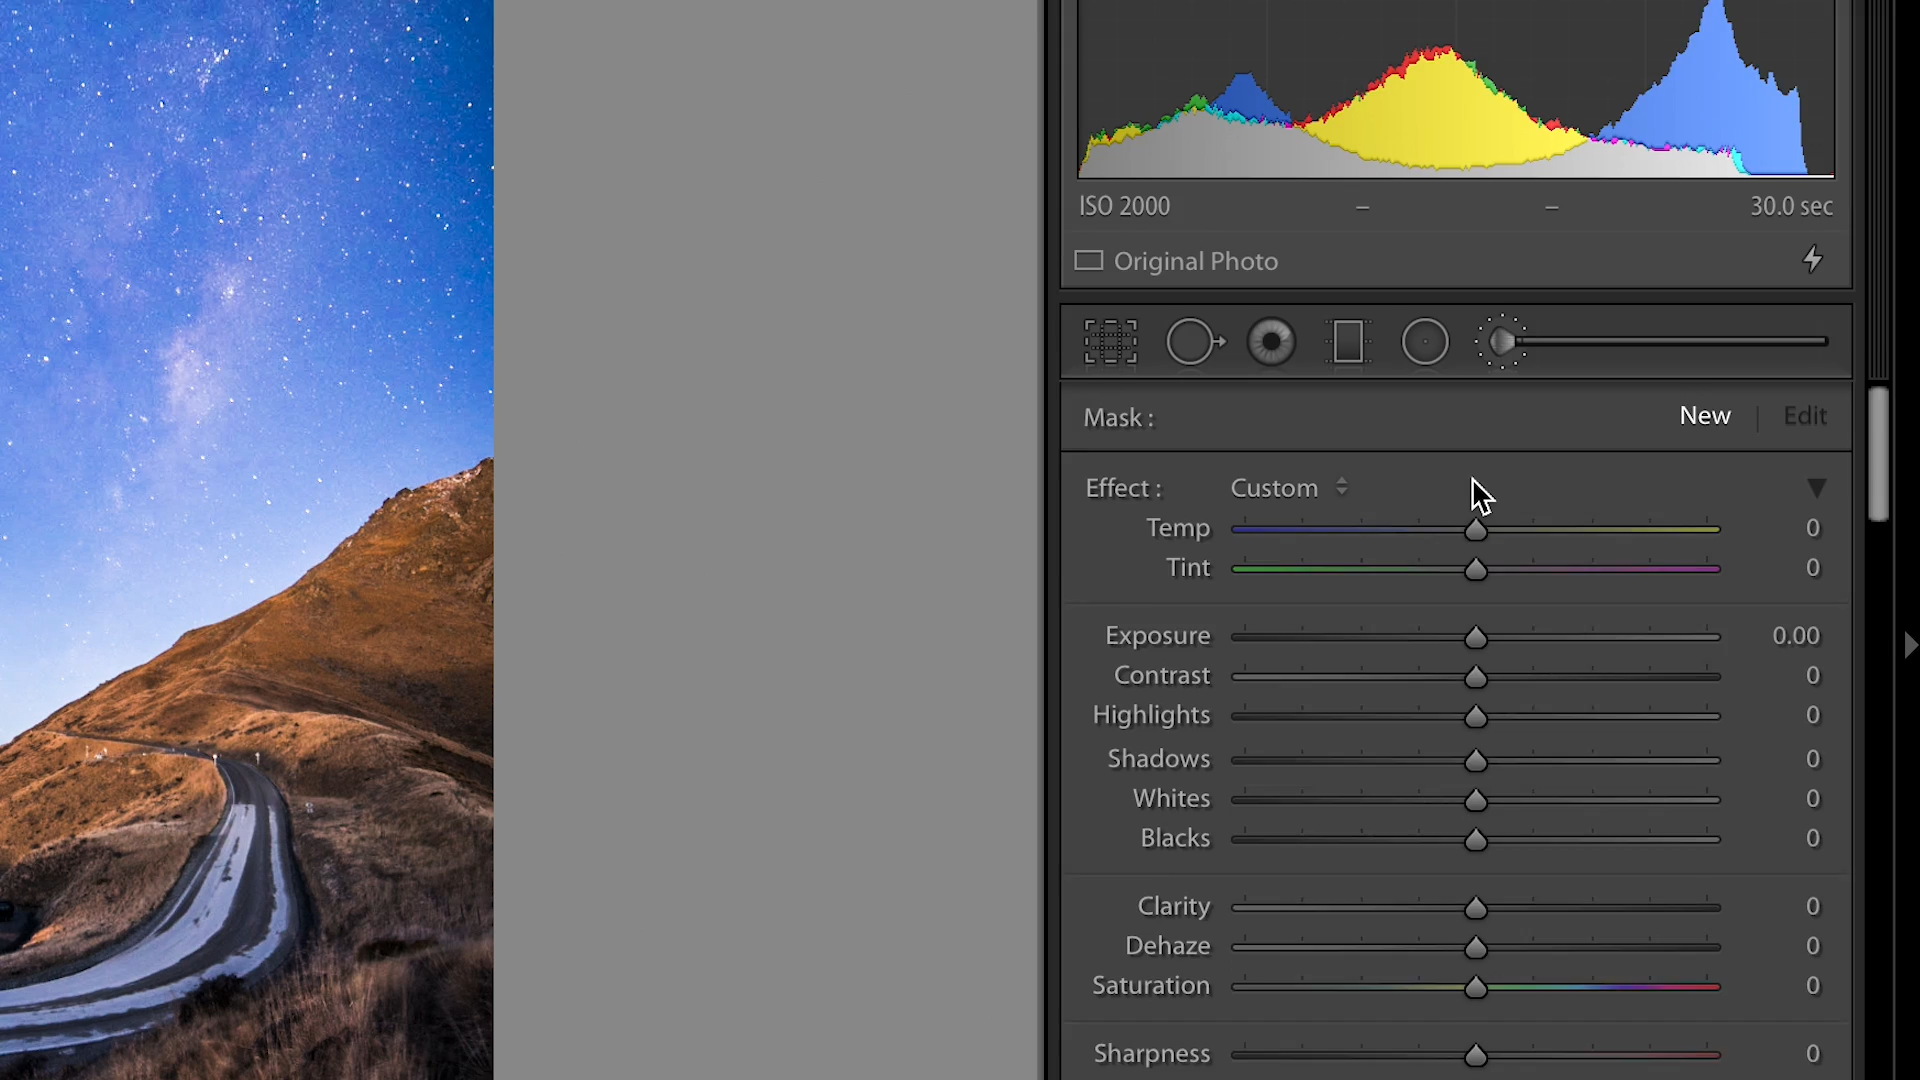 ISO 2000 – – 30.0 sec
Original Photo
Mask : New | Edit
Effect : Custom
Temp 0
Tint 0
Exposure 0.00
Contrast 0
Highlights 0
Shadows 0
Whites 0
Blacks 0
Clarity 0
Dehaze 0
Saturation 0
Sharpness 0